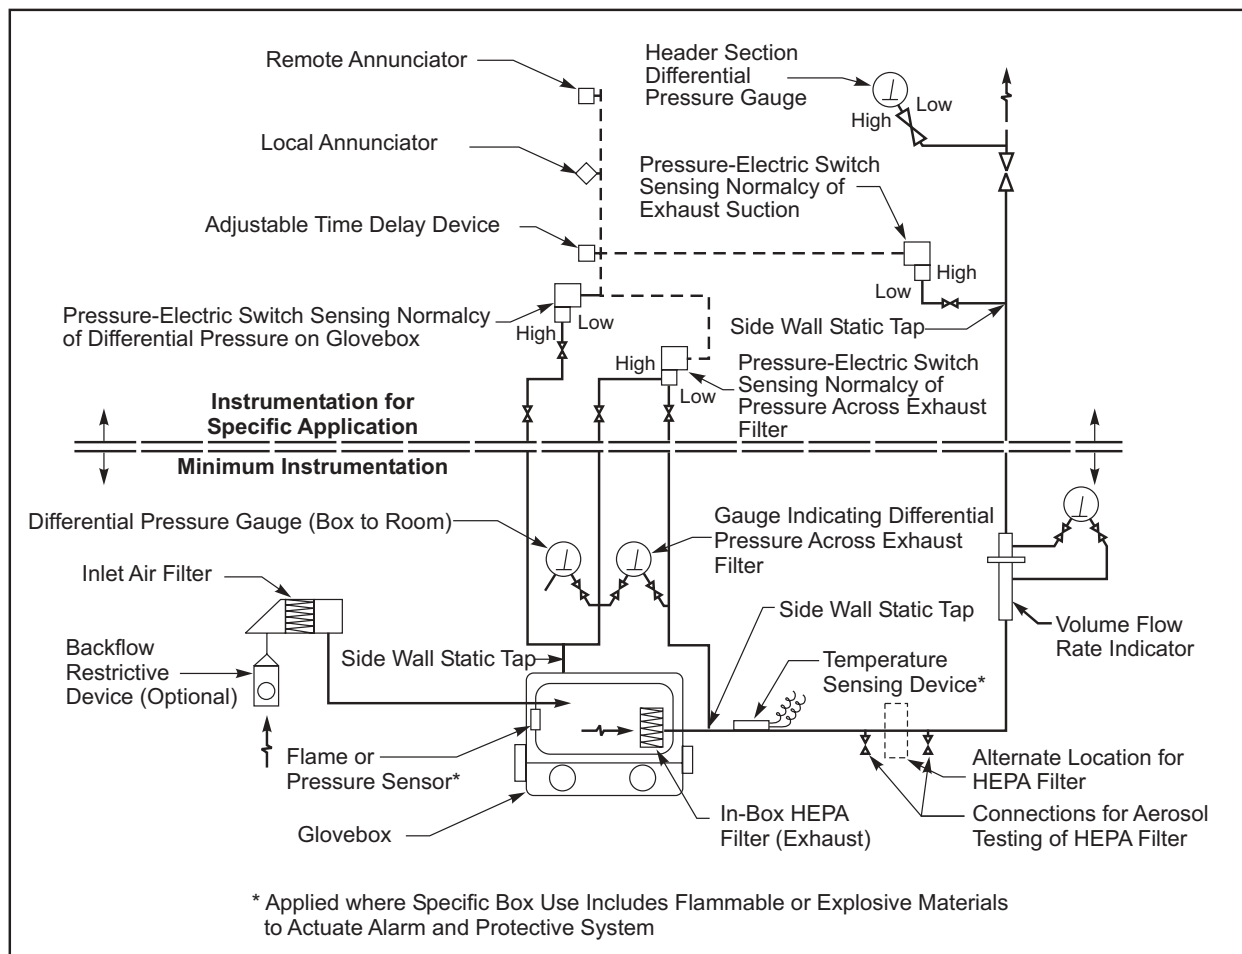 Remote Annunciator
Header Section
Differential
Pressure Gauge
Low
High
Local Annunciator
Pressure-Electric Switch
Sensing Normalcy of
Exhaust Suction
Adjustable Time Delay Device
High
Low
Pressure-Electric Switch Sensing Normalcy
of Differential Pressure on Glovebox
Low
High
Side Wall Static Tap
High
Low
Pressure-Electric Switch
Sensing Normalcy of
Pressure Across Exhaust
Filter
Instrumentation for
Specific Application
Minimum Instrumentation
Differential Pressure Gauge (Box to Room)
Gauge Indicating Differential
Pressure Across Exhaust
Filter
Inlet Air Filter
Side Wall Static Tap
Volume Flow
Rate Indicator
Backflow
Restrictive
Device (Optional)
Side Wall Static Tap
Temperature
Sensing Device*
Flame or
Pressure Sensor*
Alternate Location for
HEPA Filter
Glovebox
In-Box HEPA
Filter (Exhaust)
Connections for Aerosol
Testing of HEPA Filter
* Applied where Specific Box Use Includes Flammable or Explosive Materials
to Actuate Alarm and Protective System